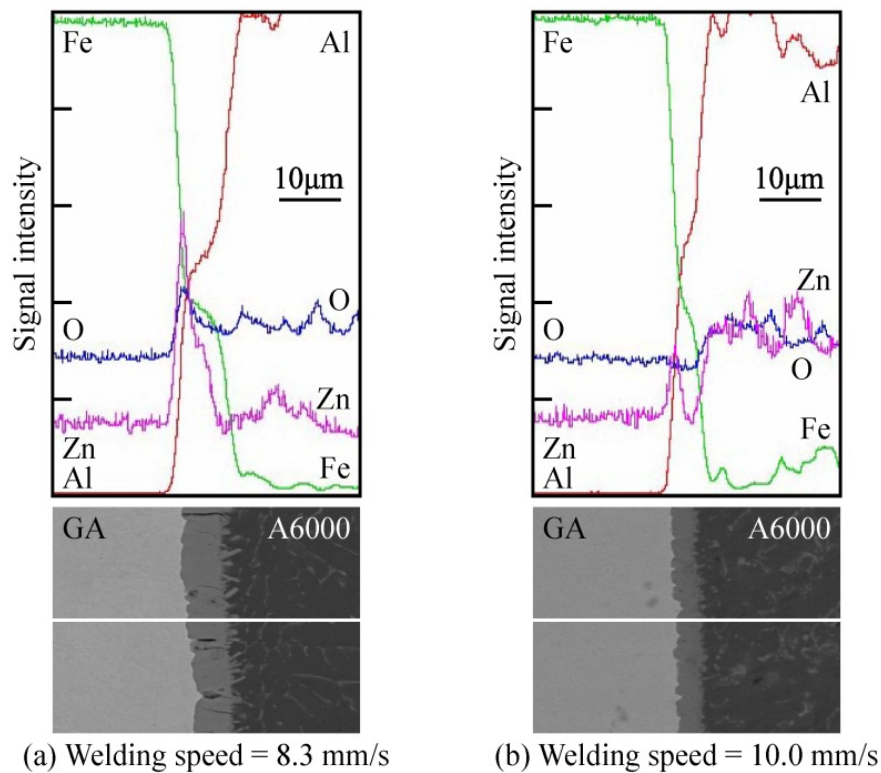 Fe
Al
10μm
Signal intensity
O
O
Zn
Zn
Al
Fe
GA
A6000
(a) Welding speed = 8.3 mm/s
Fe
Al
10μm
Signal intensity
Zn
O
O
Zn
Al
Fe
GA
A6000
(b) Welding speed = 10.0 mm/s